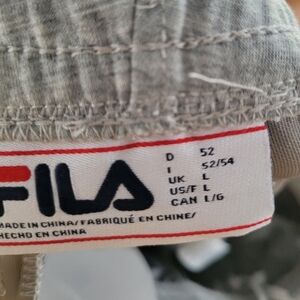 FILA
D 52
I 52/54
UK L
US/F L
CAN L/G
MADE IN CHINA/FABRIQUÉ EN CHINE/
HECHO EN CHINA